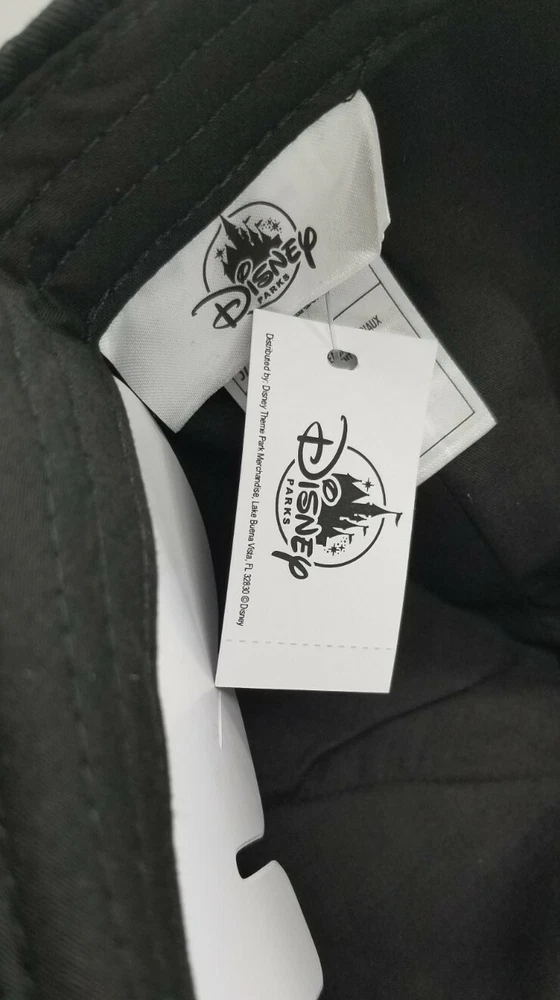 Disney
PARKS
Distributed by: Disney Theme Park Merchandise, Lake Buena Vista, FL 32830 © Disney
Disney
PARKS